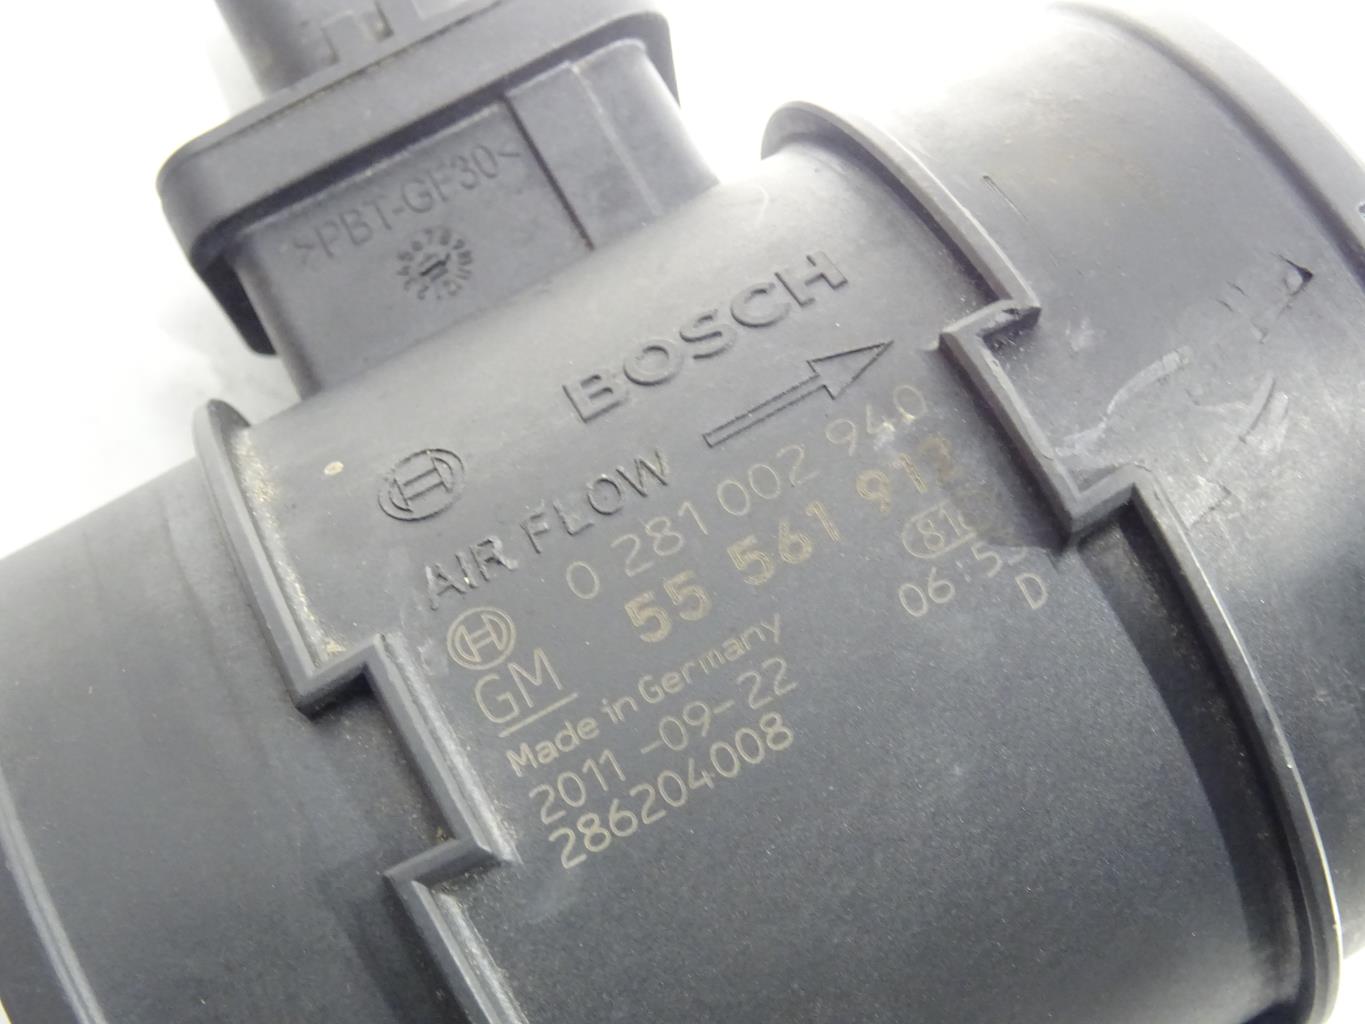 >PBT-GF30<
BOSCH
AIR FLOW
0 281 002 940
55 561 912
GM
Made in Germany
2011-09-22
286204008
D